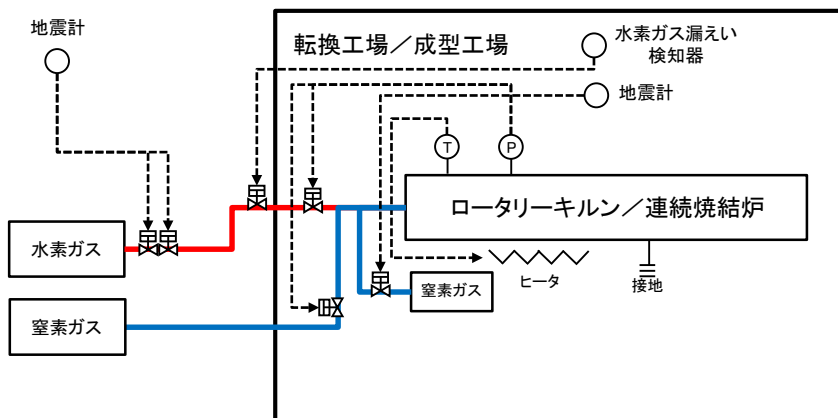 地震計
転換工場／成型工場
水素ガス漏えい
検知器
地震計
T
P
ロータリーキルン／連続焼結炉
水素ガス
ヒータ
接地
窒素ガス
窒素ガス